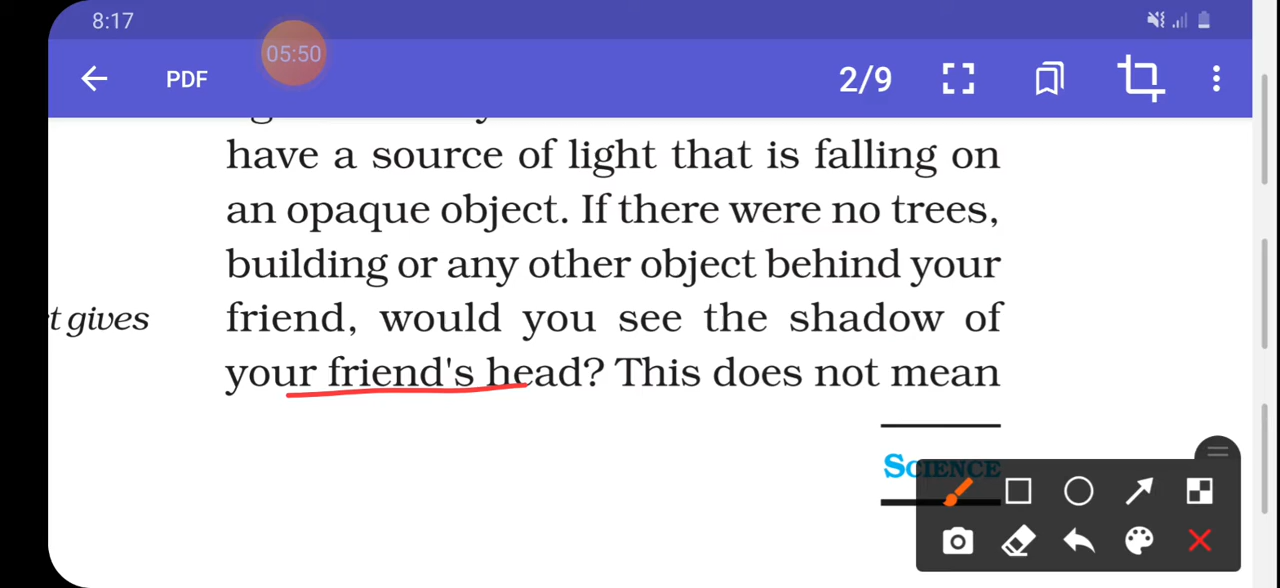 8:17
05:50
PDF
2/9
have a source of light that is falling on
an opaque object. If there were no trees,
building or any other object behind your
friend, would you see the shadow of
your friend's head? This does not mean
t gives
SCIENCE